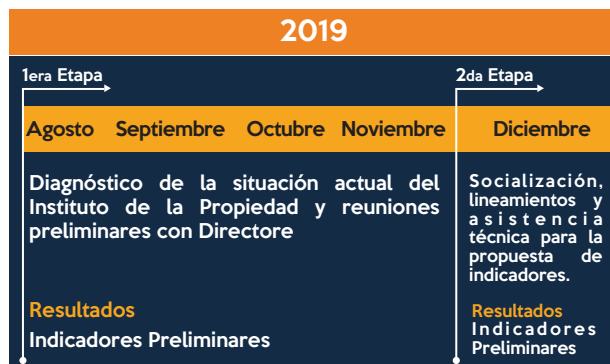 2019
1era Etapa
2da Etapa
Agosto Septiembre Octubre Noviembre Diciembre
Diagnóstico de la situación actual del
Instituto de la Propiedad y reuniones
preliminares con Directore
Resultados
Indicadores Preliminares
Socialización,
lineamientos y
asistencia
técnica para la
propuesta de
indicadores.
Resultados
Indicadores
Preliminares